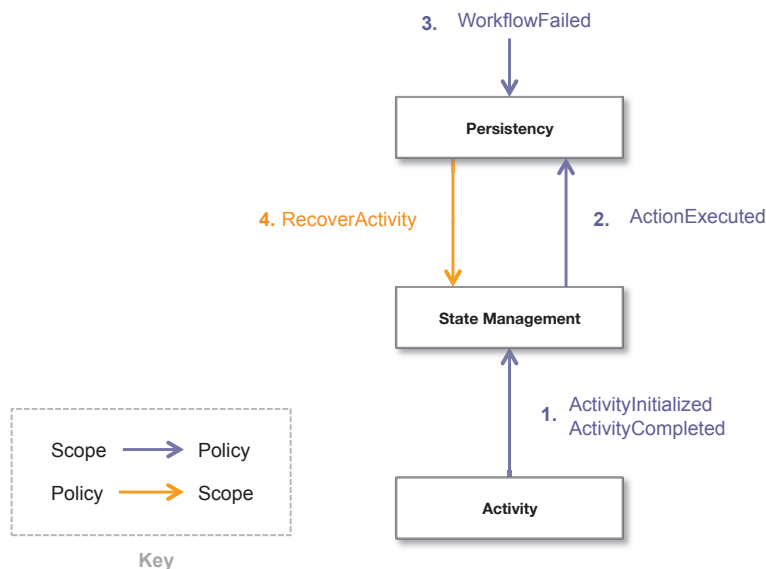 3. WorkflowFailed
Persistency
4. RecoverActivity
2. ActionExecuted
State Management
1. ActivityInitialized
ActivityCompleted
Scope Policy
Policy Scope
Activity
Key